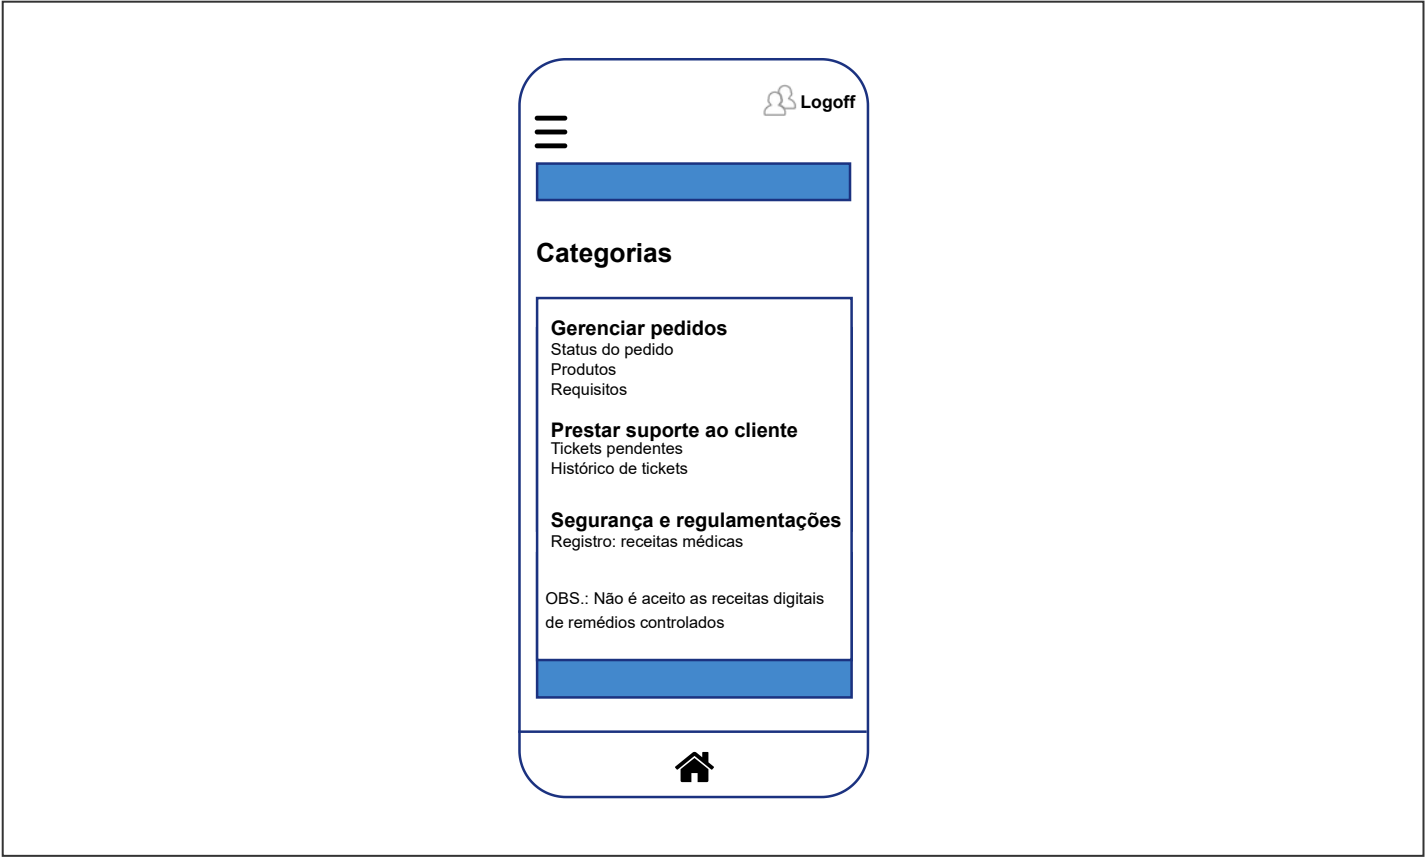 Logoff
Categorias
Gerenciar pedidos
Status do pedido
Produtos
Requisitos
Prestar suporte ao cliente
Tickets pendentes
Histórico de tickets
Segurança e regulamentações
Registro: receitas médicas
OBS.: Não é aceito as receitas digitais
de remédios controlados